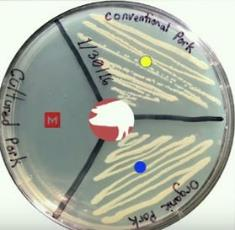 Conventional Pork
1/30/16
Cultured Pork
M
Organic Pork